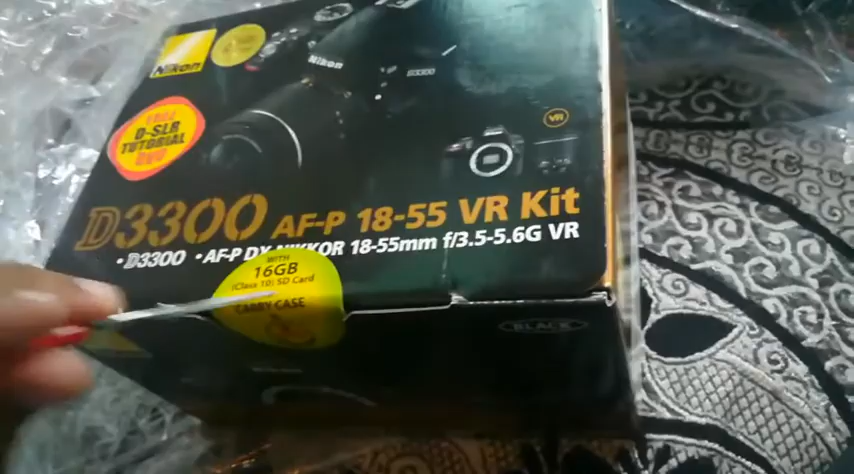 Nikon
Nikon
D3300
FREE
D-SLR
TUTORIAL
DVD
VR
D3300 AF-P 18-55 VR Kit
•D3300 •AF-P DX NIKKOR 18-55mm f/3.5-5.6G VR
WITH
16GB
(Class 10) SD Card
CARRY CASE
BLACK